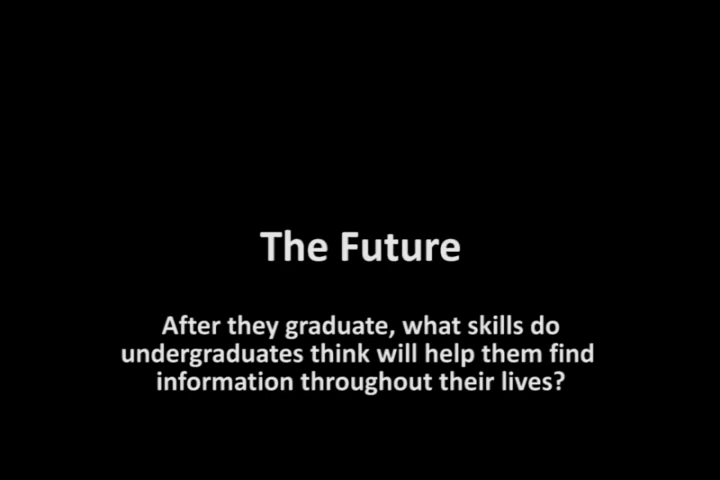 The Future
After they graduate, what skills do
undergraduates think will help them find
information throughout their lives?